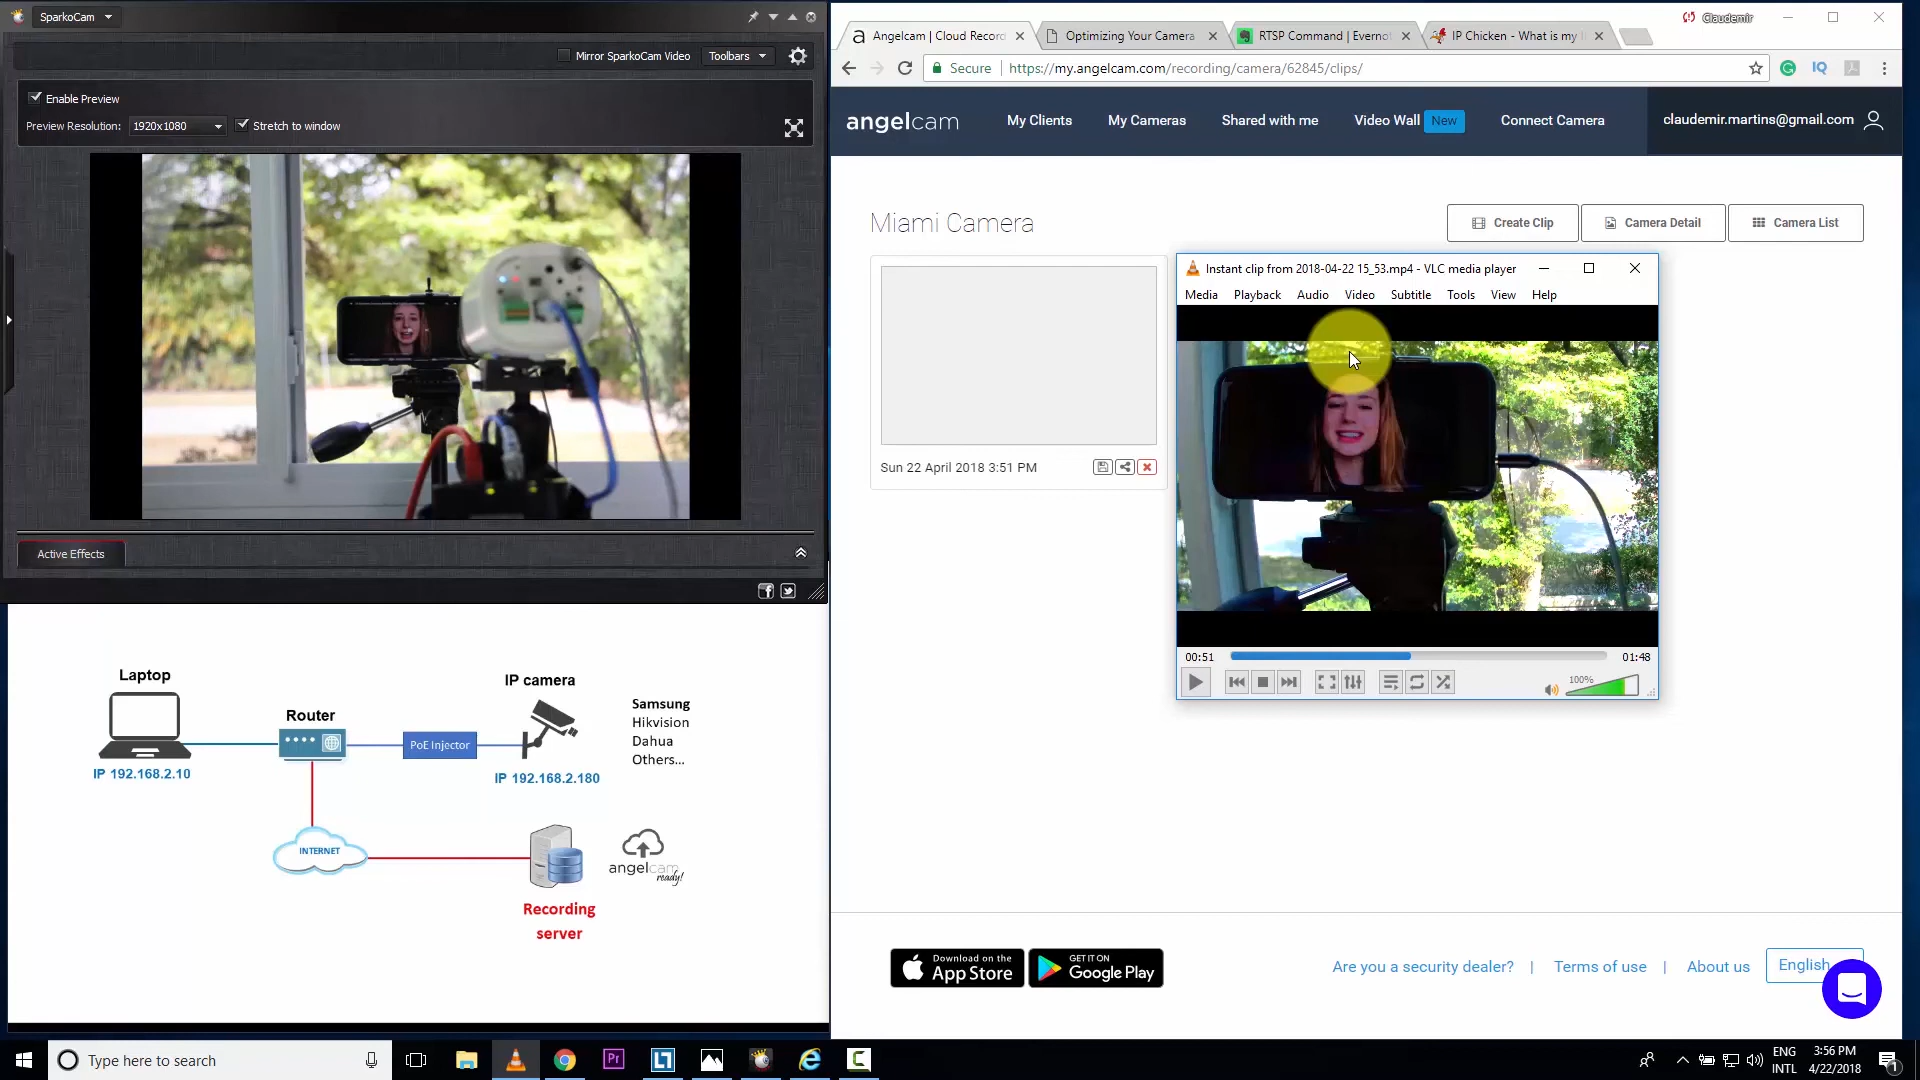 SparkoCam
Mirror SparkoCam Video
Toolbars
Enable Preview
Preview Resolution:
1920x1080
Stretch to window
Active Effects
Laptop
IP 192.168.2.10
Router
PoE Injector
IP camera
IP 192.168.2.180
Samsung
Hikvision
Dahua
Others...
INTERNET
angelcam
ready!
Recording
server
Claudemir
Angelcam | Cloud Record
Optimizing Your Camera
RTSP Command | Everno
IP Chicken - What is my I
Secure
https://my.angelcam.com/recording/camera/62845/clips/
angelcam
My Clients
My Cameras
Shared with me
Video Wall
New
Connect Camera
claudemir.martins@gmail.com
Miami Camera
Create Clip
Camera Detail
Camera List
Sun 22 April 2018 3:51 PM
Instant clip from 2018-04-22 15_53.mp4 - VLC media player
Media
Playback
Audio
Video
Subtitle
Tools
View
Help
00:51
01:48
100%
Download on the
App Store
GET IT ON
Google Play
Are you a security dealer?
|
Terms of use
|
About us
English
Type here to search
ENG
INTL
3:56 PM
4/22/2018
1